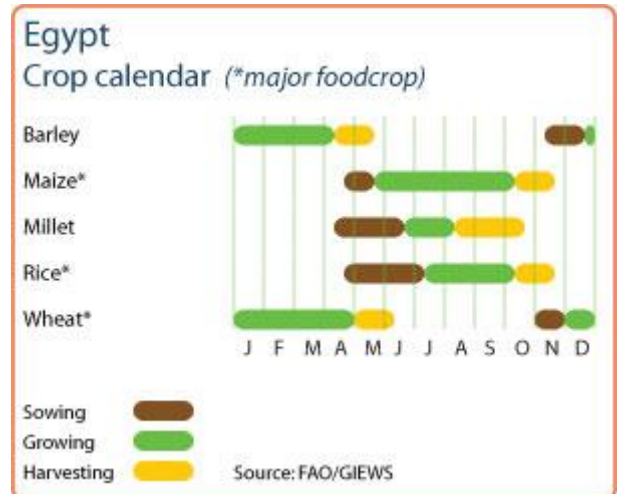 Egypt
Crop calendar (*major foodcrop)
Barley
Maize*
Millet
Rice*
Wheat*
J F M A M J J A S O N D
Sowing
Growing
Harvesting Source: FAO/GIEWS